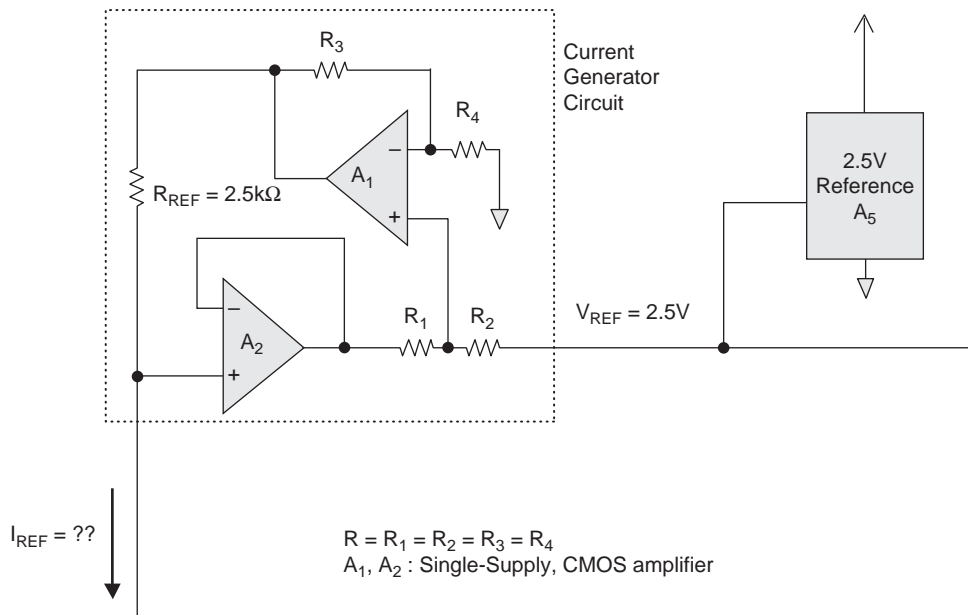 R3
Current
Generator
Circuit
R4
−
A1
+
RREF = 2.5kΩ
2.5V
Reference
A5
−
A2
+
R1
R2
VREF = 2.5V
IREF = ??
R = R1 = R2 = R3 = R4
A1, A2 : Single-Supply, CMOS amplifier